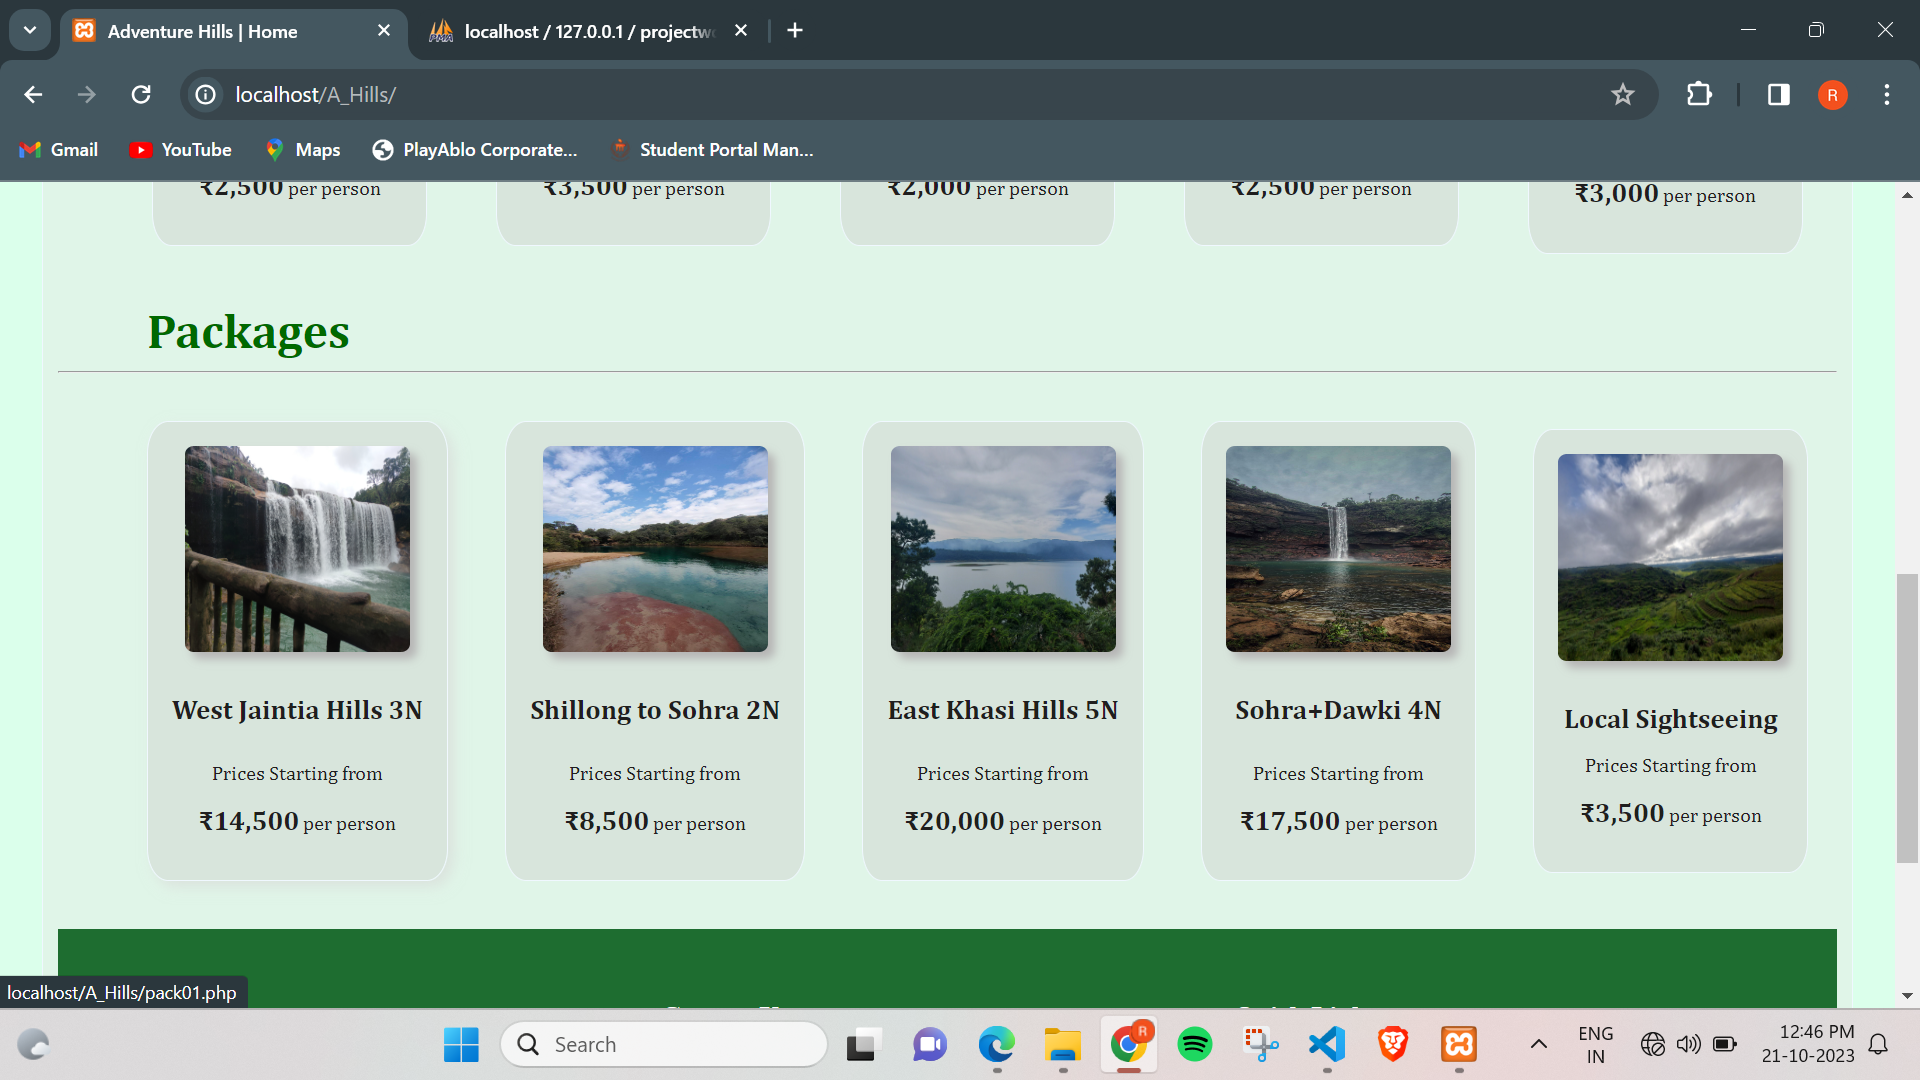 Adventure Hills | Home
localhost / 127.0.0.1 / projectw
localhost/A_Hills/
R
Gmail
YouTube
Maps
PlayAblo Corporate...
Student Portal Man...
₹2,500 per person
₹3,500 per person
₹2,000 per person
₹2,500 per person
₹3,000 per person
Packages
West Jaintia Hills 3N
Prices Starting from
₹14,500 per person
Shillong to Sohra 2N
Prices Starting from
₹8,500 per person
East Khasi Hills 5N
Prices Starting from
₹20,000 per person
Sohra+Dawki 4N
Prices Starting from
₹17,500 per person
Local Sightseeing
Prices Starting from
₹3,500 per person
localhost/A_Hills/pack01.php
Search
R
ENG
IN
12:46 PM
21-10-2023